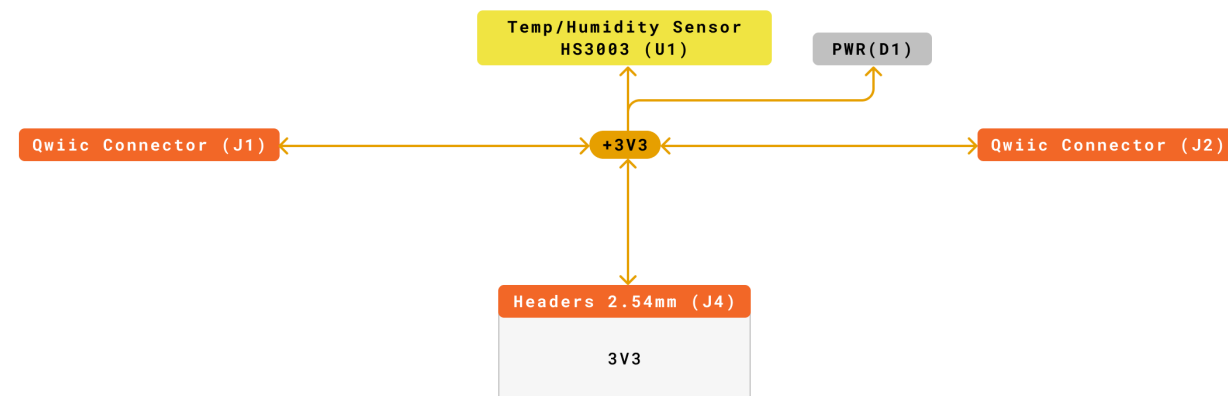 Temp/Humidity Sensor
HS3003 (U1)
PWR(D1)
Qwiic Connector (J1)
+3V3
Qwiic Connector (J2)
Headers 2.54mm (J4)
3V3